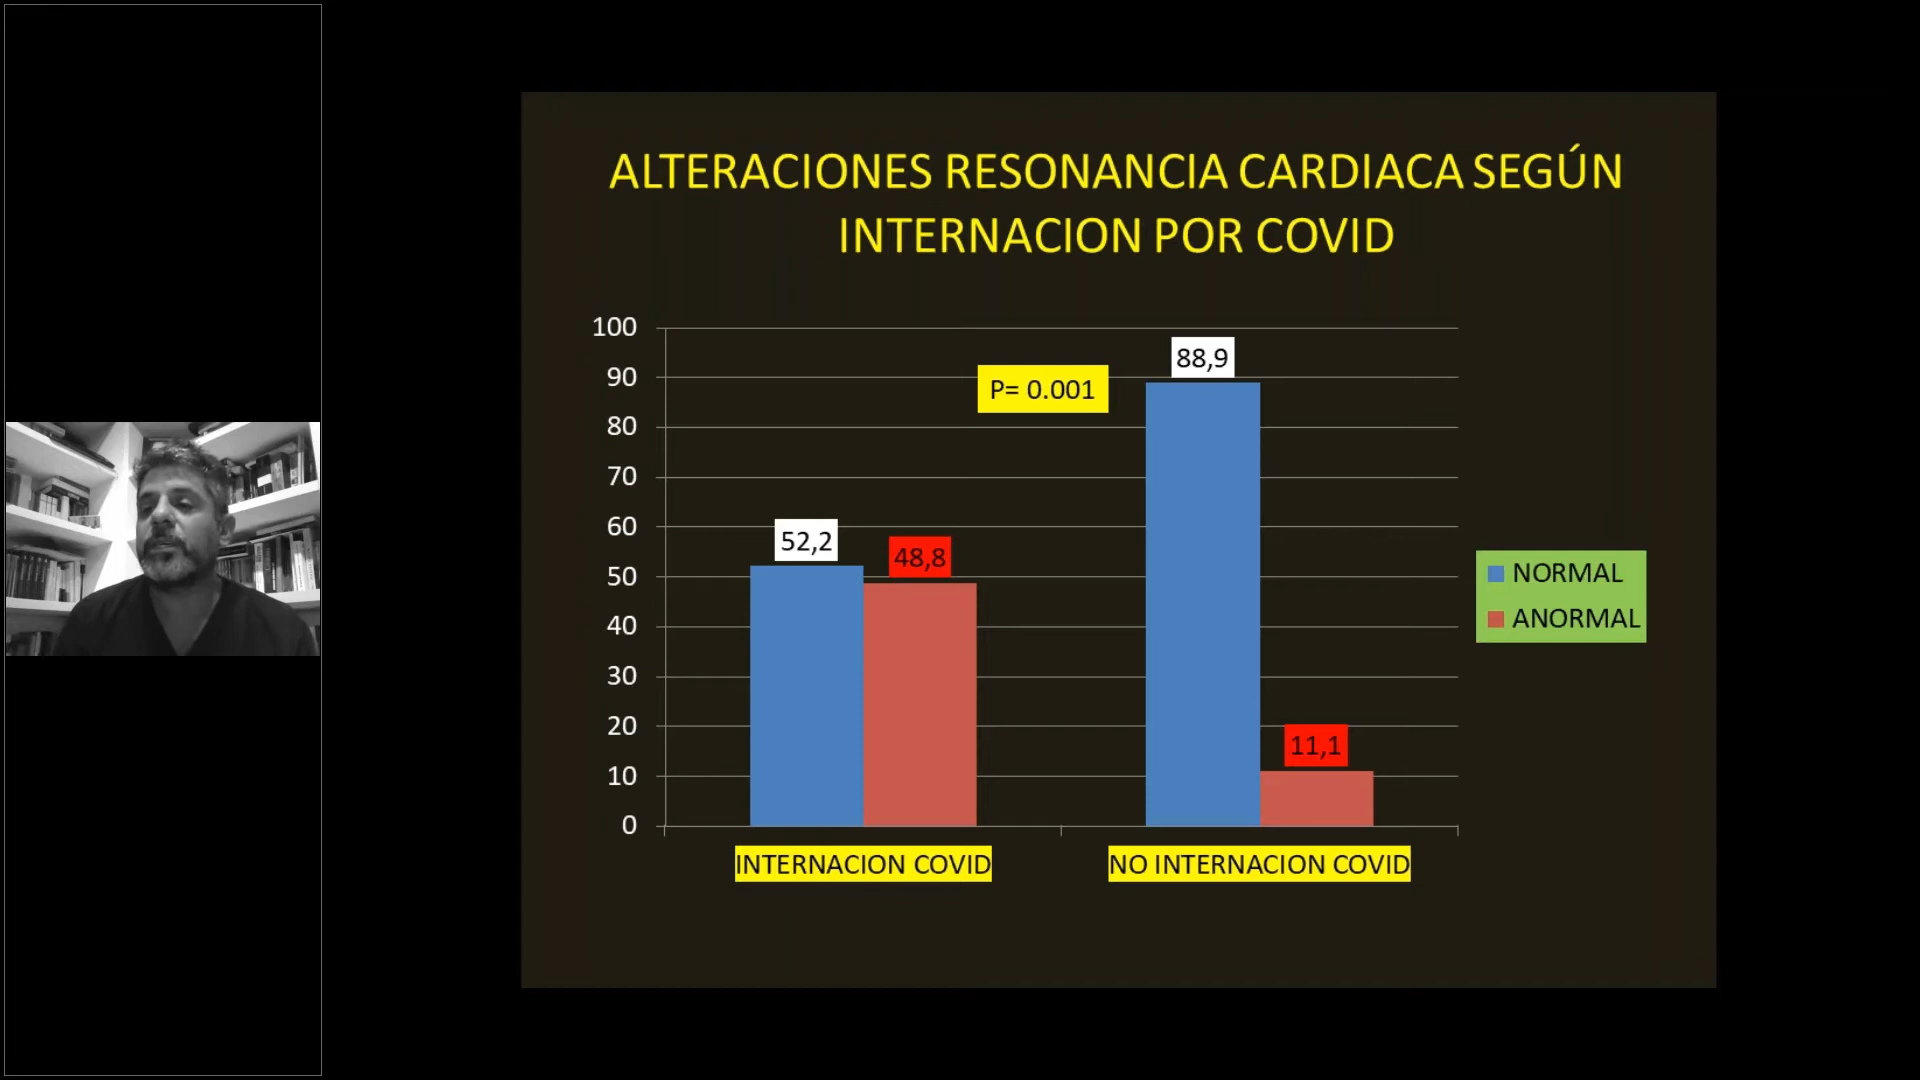 ALTERACIONES RESONANCIA CARDIACA SEGÚN
INTERNACION POR COVID
100
90
80
70
60
50
40
30
20
10
0
52,2
48,8
P= 0.001
88,9
11,1
INTERNACION COVID
NO INTERNACION COVID
NORMAL
ANORMAL